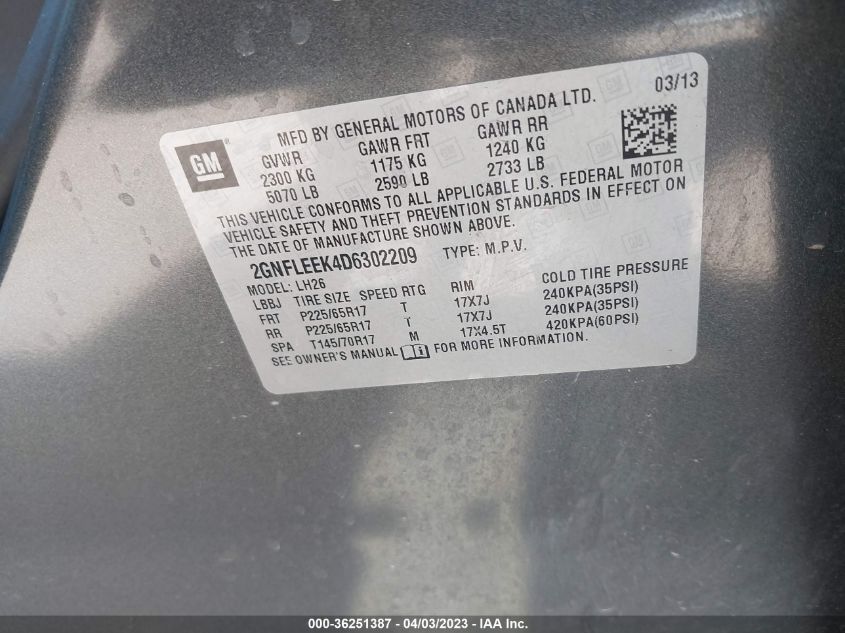 03/13
GM
MFD BY GENERAL MOTORS OF CANADA LTD.
GVWR GAWR FRT GAWR RR
2300 KG 1175 KG 1240 KG
5070 LB 2590 LB 2733 LB
THIS VEHICLE CONFORMS TO ALL APPLICABLE U.S. FEDERAL MOTOR
VEHICLE SAFETY AND THEFT PREVENTION STANDARDS IN EFFECT ON
THE DATE OF MANUFACTURE SHOWN ABOVE.
2GNFLEEK4D6302209 TYPE: M.P.V.
MODEL: LH26
LBBJ TIRE SIZE SPEED RTG RIM COLD TIRE PRESSURE
FRT P225/65R17 T 17X7J 240KPA(35PSI)
RR P225/65R17 T 17X7J 240KPA(35PSI)
SPA T145/70R17 M 17X4.5T 420KPA(60PSI)
SEE OWNER'S MANUAL FOR MORE INFORMATION.
000-36251387 - 04/03/2023 - IAA Inc.